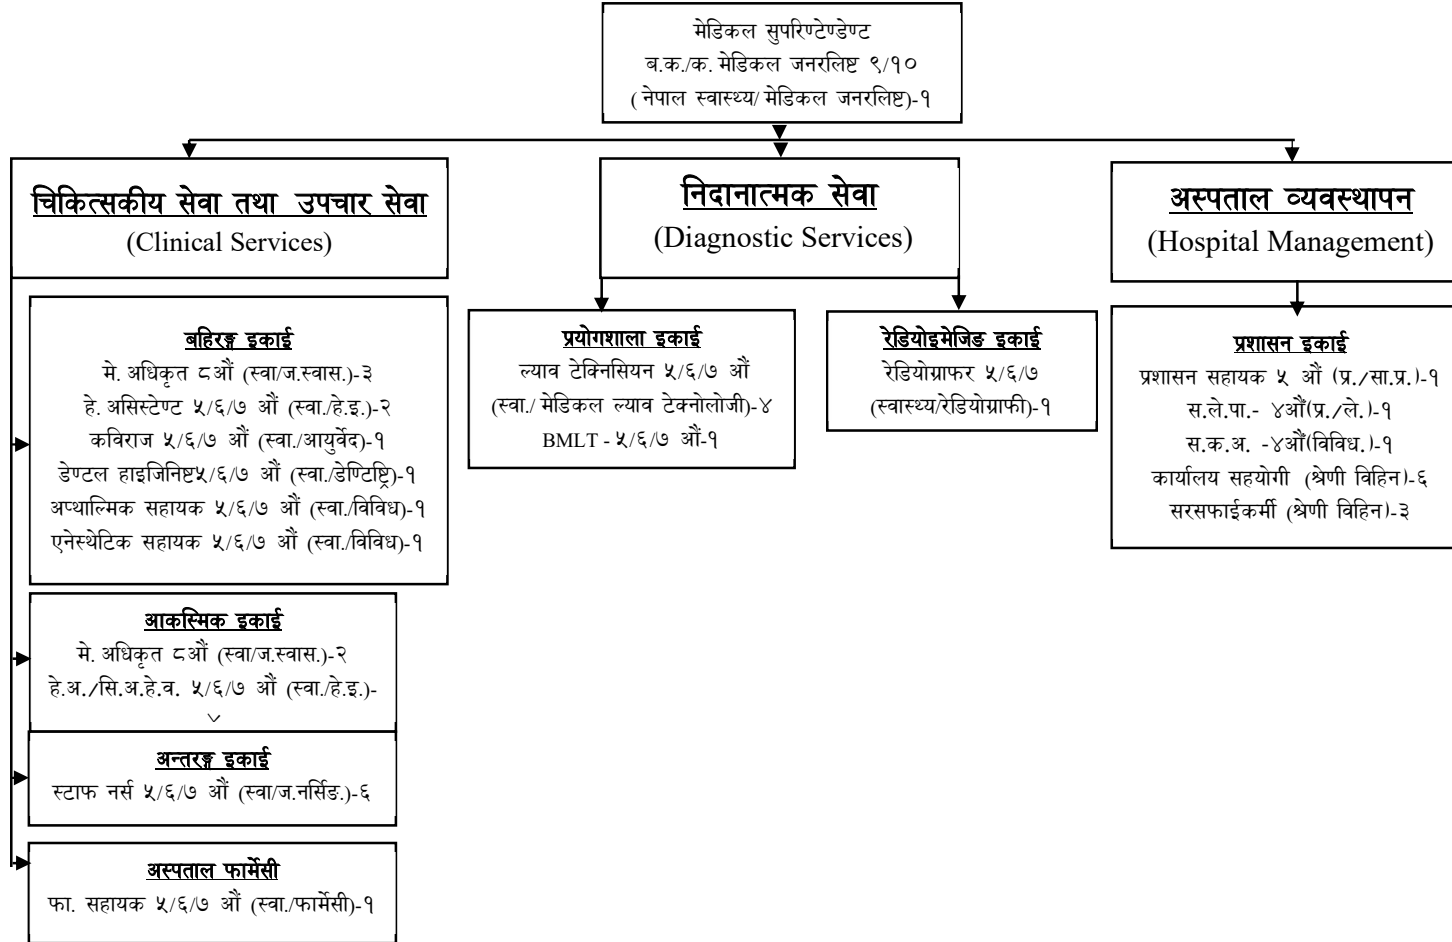 मेडिकल सुपरिण्टेण्डेण्ट
ब.क./क. मेडिकल जनरलिष्ट ९/१०
( नेपाल स्वास्थ्य/ मेडिकल जनरलिष्ट)-१
चिकित्सकीय सेवा तथा उपचार सेवा
(Clinical Services)
निदानात्मक सेवा
(Diagnostic Services)
अस्पताल व्यवस्थापन
(Hospital Management)
बहिरङ्ग इकाई
मे. अधिकृत ८औं (स्वा/ज.स्वास.)-३
हे. असिस्टेण्ट ५/६/७ औं (स्वा./हे.इ.)-२
कविराज ५/६/७ औं (स्वा./आयुर्वेद)-१
डेण्टल हाइजिनिष्ट५/६/७ औं (स्वा./डेण्टिष्ट्रि)-१
अप्थाल्मिक सहायक ५/६/७ औं (स्वा./विविध)-१
एनेस्थेटिक सहायक ५/६/७ औं (स्वा./विविध)-१
आकस्मिक इकाई
मे. अधिकृत ८औं (स्वा/ज.स्वास.)-२
हे.अ./सि.अ.हे.व. ५/६/७ औं (स्वा./हे.इ.)-
अन्तरङ्ग इकाई
स्टाफ नर्स ५/६/७ औं (स्वा/ज.नर्सिङ.)-६
अस्पताल फार्मेसी
फा. सहायक ५/६/७ औं (स्वा./फार्मेसी)-१
प्रयोगशाला इकाई
ल्याव टेक्निसियन ५/६/७ औं
(स्वा./ मेडिकल ल्याव टेक्नोलोजी)-४
BMLT - ५/६/७ औं-१
रेडियोइमेजिङ इकाई
रेडियोग्राफर ५/६/७
(स्वास्थ्य/रेडियोग्राफी)-१
प्रशासन इकाई
प्रशासन सहायक ५ औं (प्र./सा.प्र.)-१
स.ले.पा.- ४औं(प्र./ले.)-१
स.क.अ. -४औं(विविध.)-१
कार्यालय सहयोगी (श्रेणी विहिन)-६
सरसफाईकर्मी (श्रेणी विहिन)-३